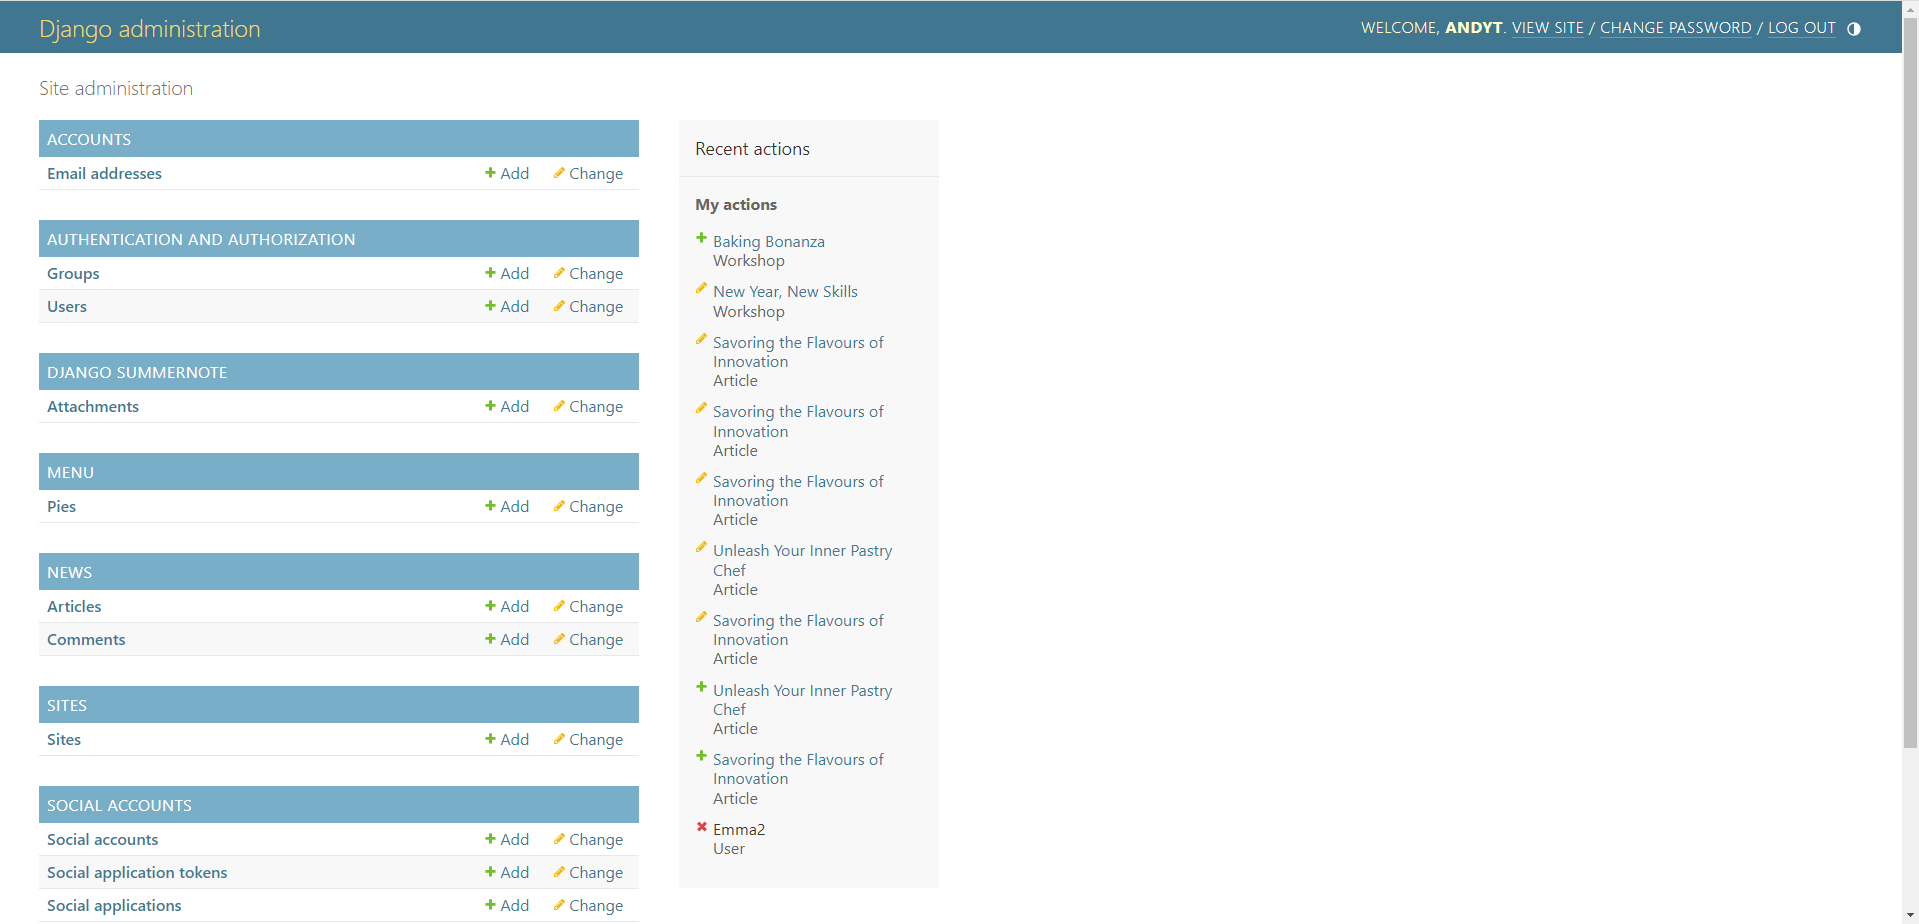 Django administration
WELCOME, ANDYT. VIEW SITE / CHANGE PASSWORD / LOG OUT
Site administration
ACCOUNTS
Email addresses Add Change
AUTHENTICATION AND AUTHORIZATION
Groups Add Change
Users Add Change
DJANGO SUMMERNOTE
Attachments Add Change
MENU
Pies Add Change
NEWS
Articles Add Change
Comments Add Change
SITES
Sites Add Change
SOCIAL ACCOUNTS
Social accounts Add Change
Social application tokens Add Change
Social applications Add Change
Recent actions
My actions
Baking Bonanza
Workshop
New Year, New Skills
Workshop
Savoring the Flavours of
Innovation
Article
Savoring the Flavours of
Innovation
Article
Savoring the Flavours of
Innovation
Article
Unleash Your Inner Pastry
Chef
Article
Savoring the Flavours of
Innovation
Article
Unleash Your Inner Pastry
Chef
Article
Savoring the Flavours of
Innovation
Article
Emma2
User